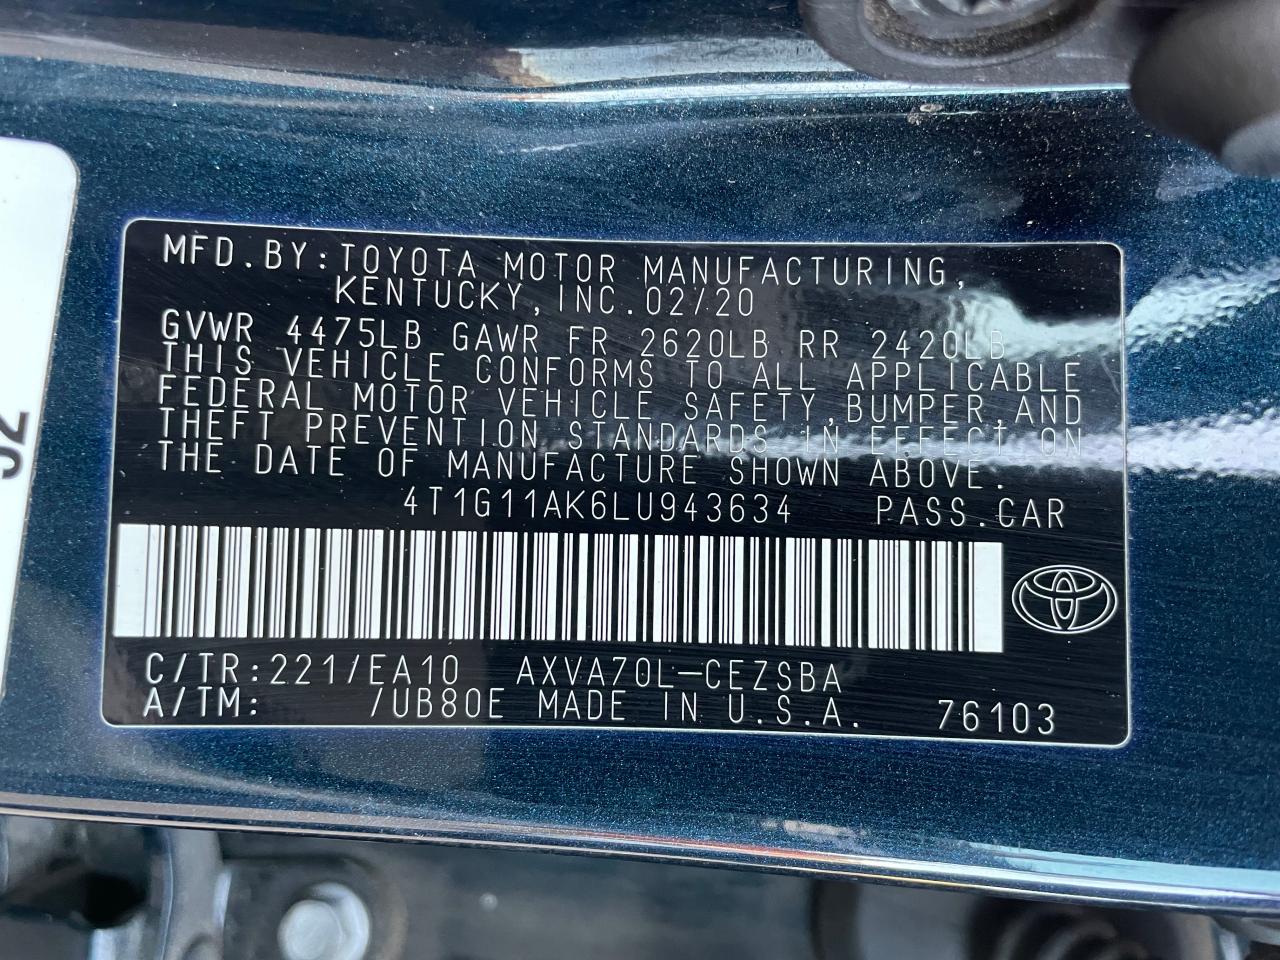 MFD.BY:TOYOTA MOTOR MANUFACTURING,
KENTUCKY,INC.02/20
GVWR 4475LB GAWR FR 2620LB RR 2420LB
THIS VEHICLE CONFORMS TO ALL APPLICABLE
FEDERAL MOTOR VEHICLE SAFETY,BUMPER,AND
THEFT PREVENTION STANDARDS IN EFFECT ON
THE DATE OF MANUFACTURE SHOWN ABOVE.
4T1G11AK6LU943634 PASS.CAR
C/TR:221/EA10 AXVA70L-CEZSBA
A/TM: /UB80E MADE IN U.S.A. 76103